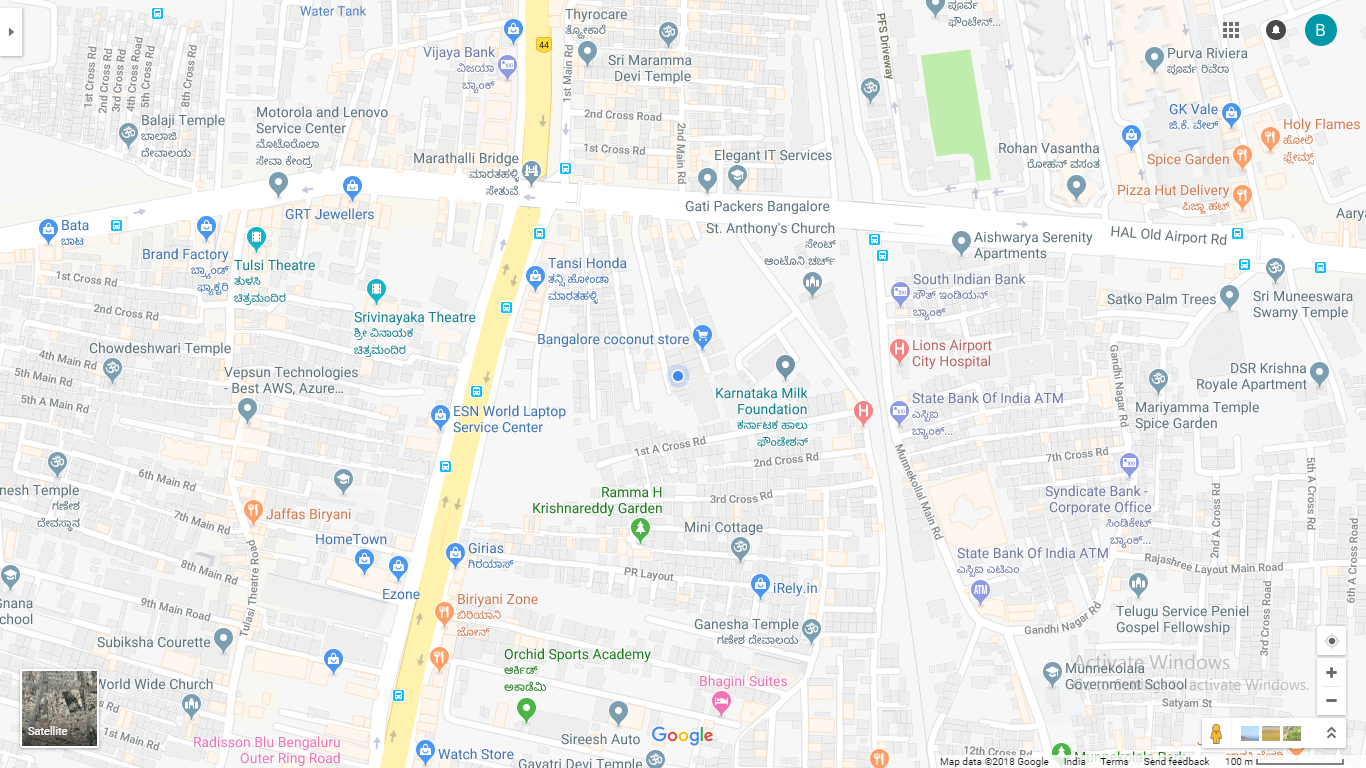 Water Tank
Thyrocare
ಥೈರೋಕಾರೆ
44
Vijaya Bank
ವಿಜಯಾ
ಬ್ಯಾಂಕ್
Sri Maramma
Devi Temple
1st Main Rd
PFS Driveway
ಪೂರ್ವ
B
Purva Riviera
ಪೂರ್ವ ರಿವೆರಾ
1st Cross Rd
2nd Cross Rd
3rd Cross Rd
4th Cross Rd
5th Cross Rd
8th Cross Rd
Balaji Temple
ಬಾಲಾಜಿ
ದೇವಾಲಯ
Motorola and Lenovo
Service Center
ಮೊಟೊರೊಲಾ
ಸೇವಾ ಕೇಂದ್ರ
2nd Cross Road
1st Cross Rd
2nd Main Rd
GK Vale
ಜಿ.ಕೆ. ವೇಲ್
Holy Flames
ಹೋಲಿ
ಫ್ಲೇಮ್ಸ್
Rohan Vasantha
ರೋಹನ್ ವಸಂತ
Spice Garden
Pizza Hut Delivery
ಪಿಜ್ಜಾ ಹಟ್
Marathalli Bridge
ಮಾರತಹಳ್ಳಿ
ಸೇತುವೆ
Elegant IT Services
Gati Packers Bangalore
GRT Jewellers
Bata
ಬಾಟ
Brand Factory
ಬ್ರ್ಯಾಂಡ್
ಫ್ಯಾಕ್ಟರಿ
St. Anthony's Church
ಸೇಂಟ್
ಆಂಟೊನಿ ಚರ್ಚ್
HAL Old Airport Rd
Aishwarya Serenity
Apartments
Aarya
Tulsi Theatre
ತುಳಸಿ
ಚಿತ್ರಮಂದಿರ
Tansi Honda
ತನ್ಸಿ ಹೋಂಡಾ
ಮಾರತಹಳ್ಳಿ
South Indian Bank
ಸೌತ್ ಇಂಡಿಯನ್
ಬ್ಯಾಂಕ್
Satko Palm Trees
Sri Muneeswara
Swamy Temple
1st Cross Rd
2nd Cross Rd
Srivinayaka Theatre
ಶ್ರೀ ವಿನಾಯಕ
ಚಿತ್ರಮಂದಿರ
Bangalore coconut store
Lions Airport
City Hospital
Chowdeshwari Temple
4th Main Rd
5th Main Rd
5th A Main Rd
Vepsun Technologies
- Best AWS, Azure...
Karnataka Milk
Foundation
ಕರ್ನಾಟಕ ಹಾಲು
ಫೌಂಡೇಶನ್
Gandhi Nagar Rd
DSR Krishna
Royale Apartment
State Bank Of India ATM
ಎಸ್ಬಿಐ
ಬ್ಯಾಂಕ್...
Mariyamma Temple
Spice Garden
ESN World Laptop
Service Center
1st A Cross Rd
2nd Cross Rd
3rd Cross Rd
Munnekollal Main Rd
7th Cross Rd
Syndicate Bank -
Corporate Office
ಸಿಂಡಿಕೇಟ್
ಬ್ಯಾಂಕ್...
2nd A Cross Rd
5th A Cross Rd
6th A Cross Rd
3rd Cross Road
6th Main Rd
7th Main Rd
8th Main Rd
9th Main Road
nesh Temple
ಗಣೇಶ
ದೇವಸ್ಥಾನ
Jaffas Biryani
Tulasi Theatre Road
Ramma H
Krishnareddy Garden
Mini Cottage
HomeTown
Ezone
Girias
ಗಿರಯಾಸ್
PR Layout
iRely.in
State Bank Of India ATM
ಎಸ್ಬಿಐ ಎಟಿಎಂ
ATM
Rajashree Layout Main Road
Gnana
School
Biriyani Zone
ಬಿರಿಯಾನಿ
ಜೋನ್
Ganesha Temple
ಗಣೇಶ ದೇವಾಲಯ
Telugu Service Peniel
Gospel Fellowship
Gandhi Nagar Rd
Subiksha Courette
Orchid Sports Academy
ಆರ್ಕಿಡ್
ಅಕಾಡೆಮಿ
Bhagini Suites
Activate Windows
Munnekolala
Government School
activate Windows.
Satyam St
World Wide Church
Satellite
1st Main Rd
Radisson Blu Bengaluru
Outer Ring Road
Watch Store
Sireesh Auto
Google
Gayatri Devi Temple
12th Cross Rd
Map data ©2018 Google
India
Terms
Send feedback
100 m